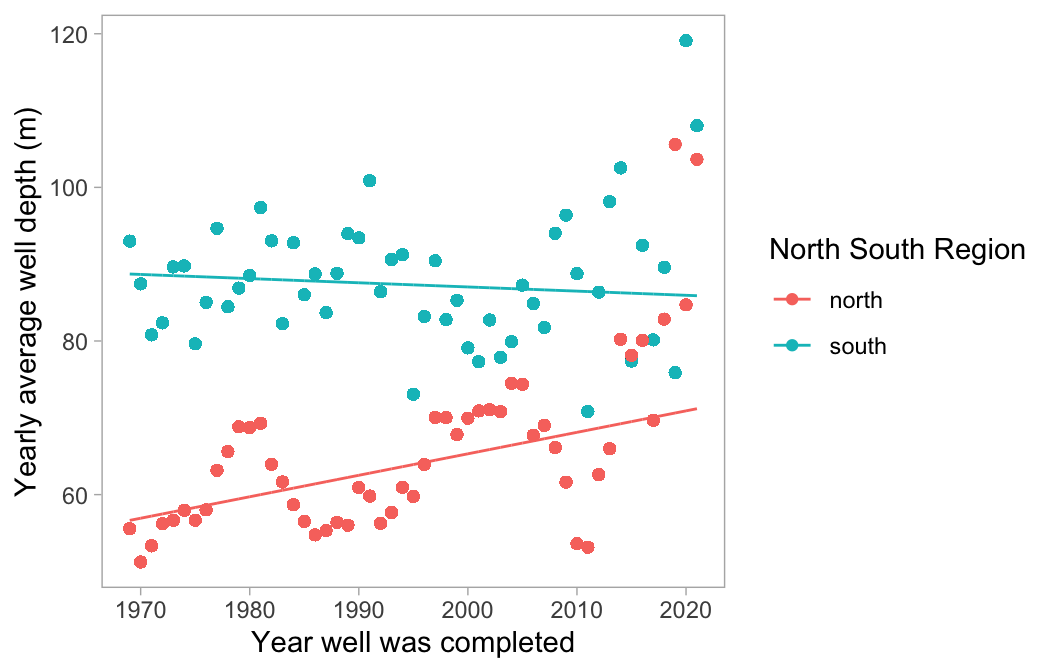 120
100
80
60
Yearly average well depth (m)
1970 1980 1990 2000 2010 2020
Year well was completed
North South Region
north
south